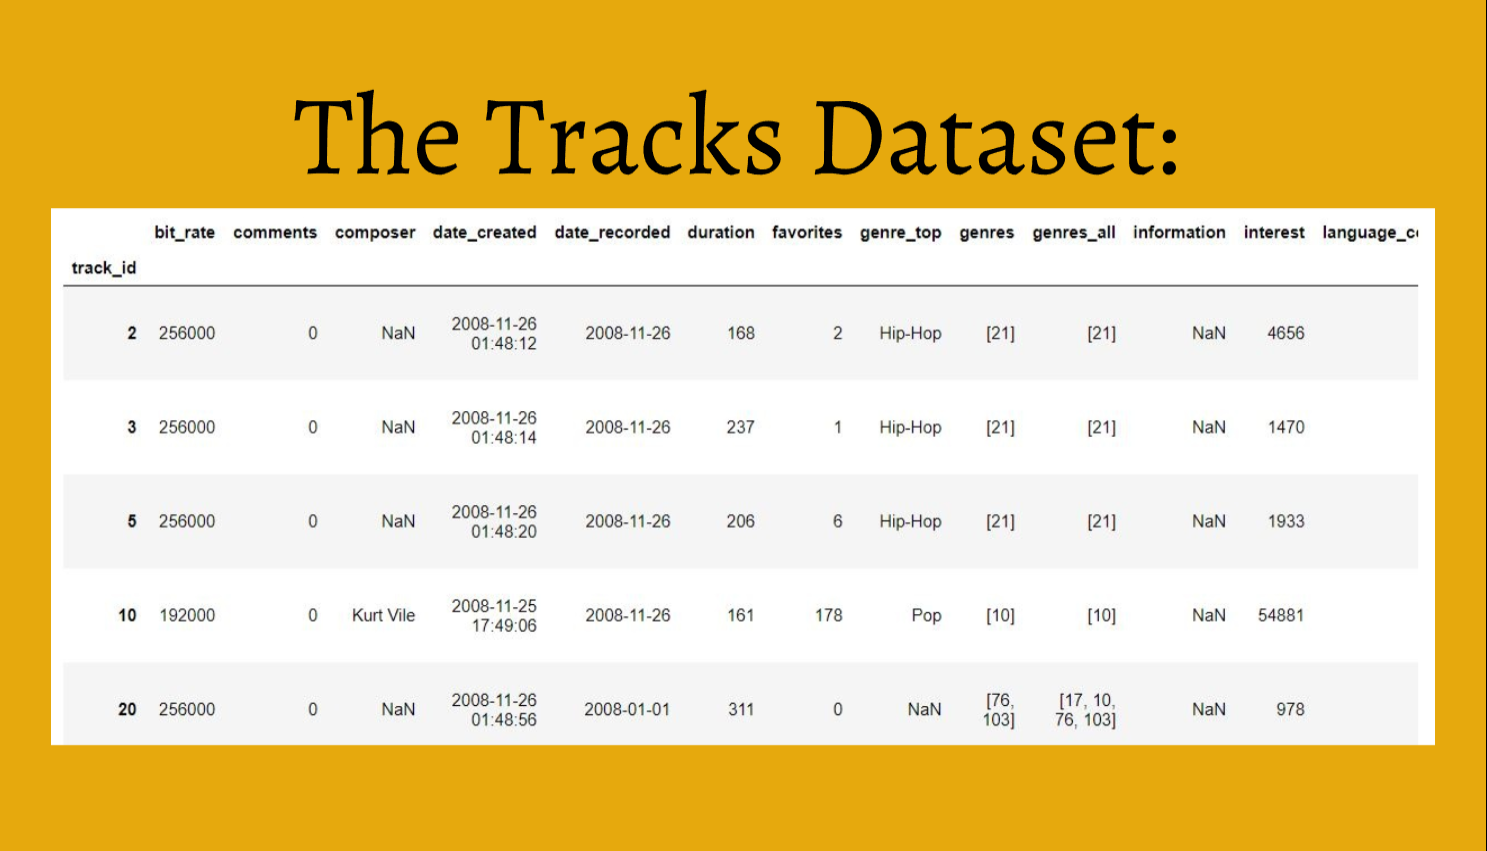 The Tracks Dataset:
bit_rate comments composer date_created date_recorded duration favorites genre_top genres genres_all information interest language_c
track_id
2 256000 0 NaN 2008-11-26 01:48:12 2008-11-26 168 2 Hip-Hop [21] [21] NaN 4656
3 256000 0 NaN 2008-11-26 01:48:14 2008-11-26 237 1 Hip-Hop [21] [21] NaN 1470
5 256000 0 NaN 2008-11-26 01:48:20 2008-11-26 206 6 Hip-Hop [21] [21] NaN 1933
10 192000 0 Kurt Vile 2008-11-25 17:49:06 2008-11-26 161 178 Pop [10] [10] NaN 54881
20 256000 0 NaN 2008-11-26 01:48:56 2008-01-01 311 0 NaN [76, 103] [17, 10, 76, 103] NaN 978